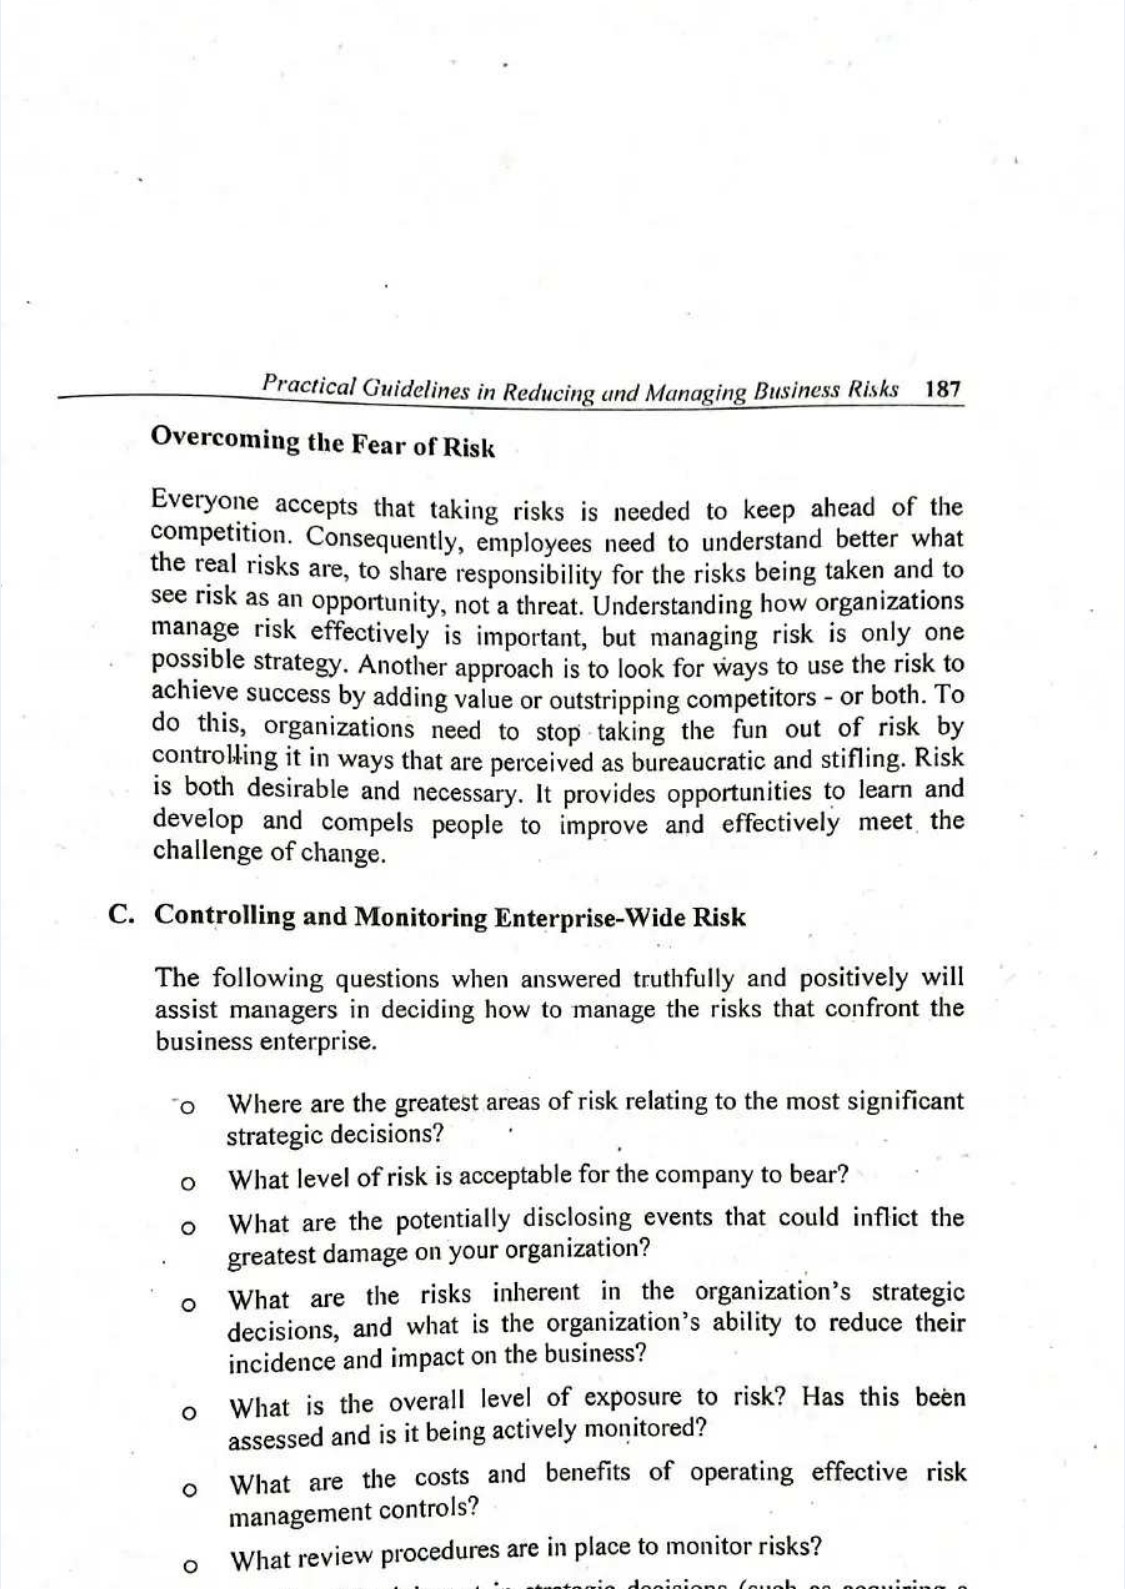 Practical Guidelines in Reducing and Managing Business Risks 187
Overcoming the Fear of Risk
Everyone accepts that taking risks is needed to keep ahead of the
competition. Consequently, employees need to understand better what
the real risks are, to share responsibility for the risks being taken and to
see risk as an opportunity, not a threat. Understanding how organizations
manage risk effectively is important, but managing risk is only one
possible strategy. Another approach is to look for ways to use the risk to
achieve success by adding value or outstripping competitors - or both. To
do this, organizations need to stop taking the fun out of risk by
controlling it in ways that are perceived as bureaucratic and stifling. Risk
is both desirable and necessary. It provides opportunities to learn and
develop and compels people to improve and effectively meet the
challenge of change.
C. Controlling and Monitoring Enterprise-Wide Risk
The following questions when answered truthfully and positively will
assist managers in deciding how to manage the risks that confront the
business enterprise.
o Where are the greatest areas of risk relating to the most significant
strategic decisions?
o What level of risk is acceptable for the company to bear?
o What are the potentially disclosing events that could inflict the
greatest damage on your organization?
o What are the risks inherent in the organization's strategic
decisions, and what is the organization's ability to reduce their
incidence and impact on the business?
o What is the overall level of exposure to risk? Has this been
assessed and is it being actively monitored?
o What are the costs and benefits of operating effective risk
management controls?
o What review procedures are in place to monitor risks?
strategic decisions (such as acquiring a